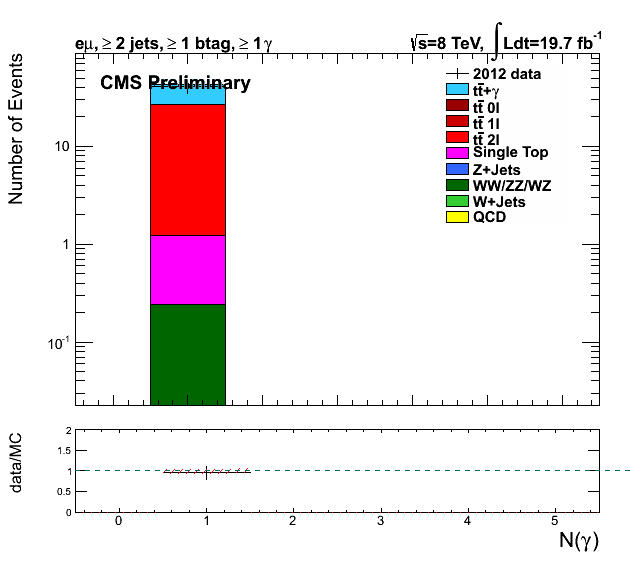 eμ, ≥ 2 jets, ≥ 1 btag, ≥ 1γ
√s=8 TeV, ∫Ldt=19.7 fb⁻¹
CMS Preliminary
2012 data
tt̄+γ
tt̄ 0l
tt̄ 1l
tt̄ 2l
Single Top
Z+Jets
WW/ZZ/WZ
W+Jets
QCD
Number of Events
10
1
10⁻¹
data/MC
2
1.5
1
0.5
0
0 1 2 3 4 5
N(γ)